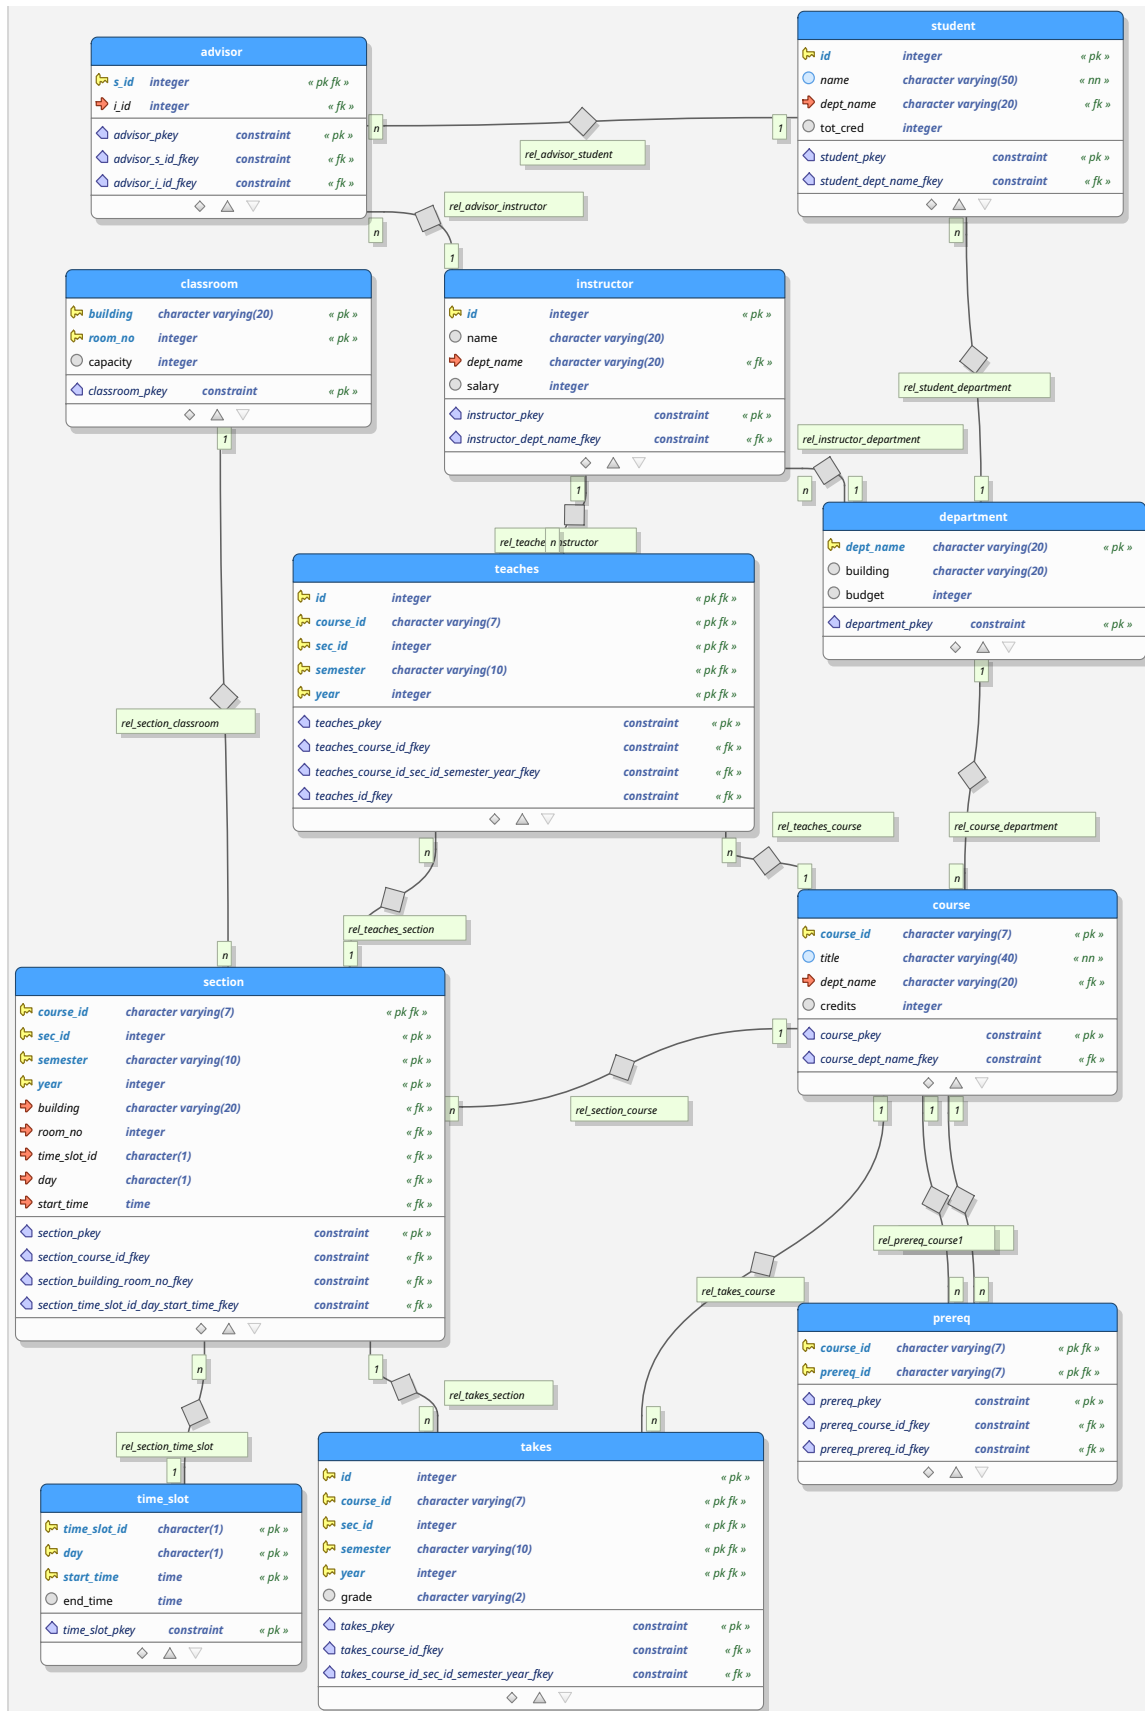 advisor
s_id integer « pk fk »
i_id integer « fk »
advisor_pkey constraint « pk »
advisor_s_id_fkey constraint « fk »
advisor_i_id_fkey constraint « fk »
student
id integer « pk »
name character varying(50) « nn »
dept_name character varying(20) « fk »
tot_cred integer
student_pkey constraint « pk »
student_dept_name_fkey constraint « fk »
n
1
rel_advisor_student
rel_advisor_instructor
n
1
n
rel_student_department
1
classroom
building character varying(20) « pk »
room_no integer « pk »
capacity integer
classroom_pkey constraint « pk »
1
instructor
id integer « pk »
name character varying(20)
dept_name character varying(20) « fk »
salary integer
instructor_pkey constraint « pk »
instructor_dept_name_fkey constraint « fk »
rel_instructor_department
n
1
1
n
department
dept_name character varying(20) « pk »
building character varying(20)
budget integer
department_pkey constraint « pk »
1
teaches
id integer « pk fk »
course_id character varying(7) « pk fk »
sec_id integer « pk fk »
semester character varying(10) « pk fk »
year integer « pk fk »
teaches_pkey constraint « pk »
teaches_course_id_fkey constraint « fk »
teaches_course_id_sec_id_semester_year_fkey constraint « fk »
teaches_id_fkey constraint « fk »
rel_section_classroom
n
n
rel_teaches_section
1
n
rel_teaches_course
1
rel_course_department
n
course
course_id character varying(7) « pk »
title character varying(40) « nn »
dept_name character varying(20) « fk »
credits integer
course_pkey constraint « pk »
course_dept_name_fkey constraint « fk »
section
course_id character varying(7) « pk fk »
sec_id integer « pk »
semester character varying(10) « pk »
year integer « pk »
building character varying(20) « fk »
room_no integer « fk »
time_slot_id character(1) « fk »
day character(1) « fk »
start_time time « fk »
section_pkey constraint « pk »
section_course_id_fkey constraint « fk »
section_building_room_no_fkey constraint « fk »
section_time_slot_id_day_start_time_fkey constraint « fk »
1
n
rel_section_course
1
1
1
rel_prereq_course1
n
n
rel_takes_course
n
prereq
course_id character varying(7) « pk fk »
prereq_id character varying(7) « pk fk »
prereq_pkey constraint « pk »
prereq_course_id_fkey constraint « fk »
prereq_prereq_id_fkey constraint « fk »
n
rel_section_time_slot
1
1
rel_takes_section
n
time_slot
time_slot_id character(1) « pk »
day character(1) « pk »
start_time time « pk »
end_time time
time_slot_pkey constraint « pk »
takes
id integer « pk »
course_id character varying(7) « pk fk »
sec_id integer « pk fk »
semester character varying(10) « pk fk »
year integer « pk fk »
grade character varying(2)
takes_pkey constraint « pk »
takes_course_id_fkey constraint « fk »
takes_course_id_sec_id_semester_year_fkey constraint « fk »